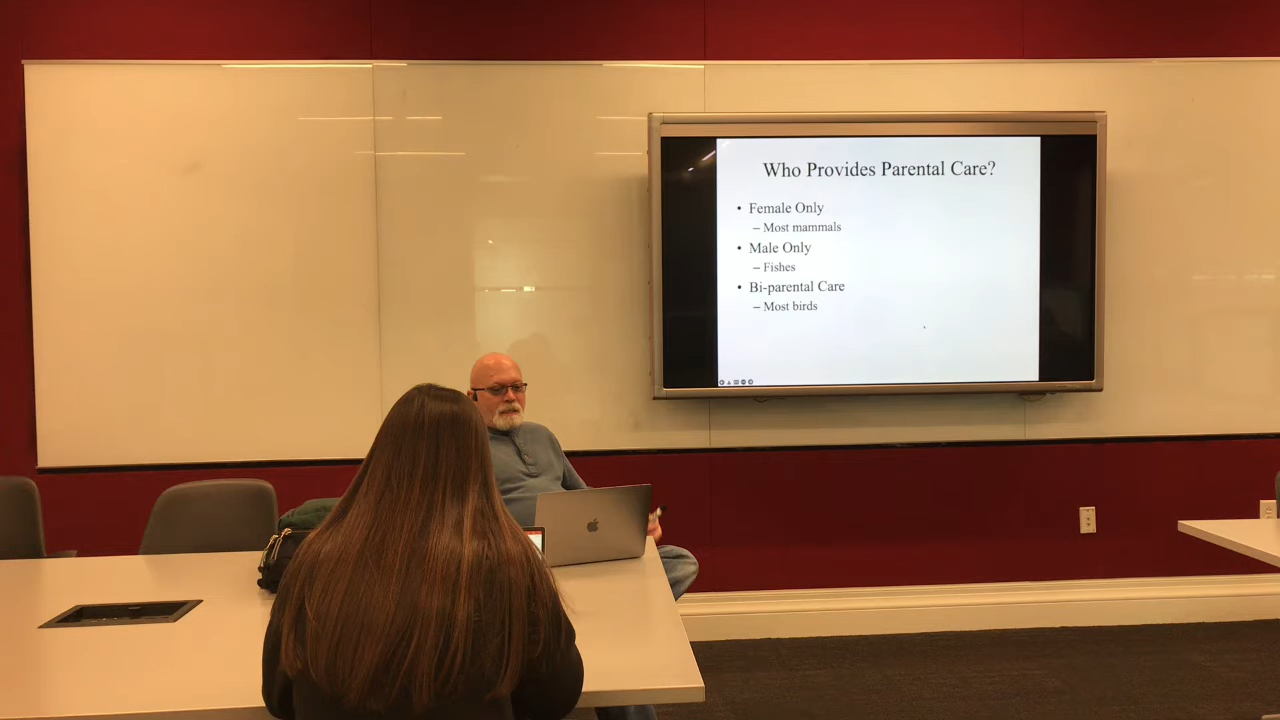 Who Provides Parental Care?
• Female Only
– Most mammals
• Male Only
– Fishes
• Bi-parental Care
– Most birds